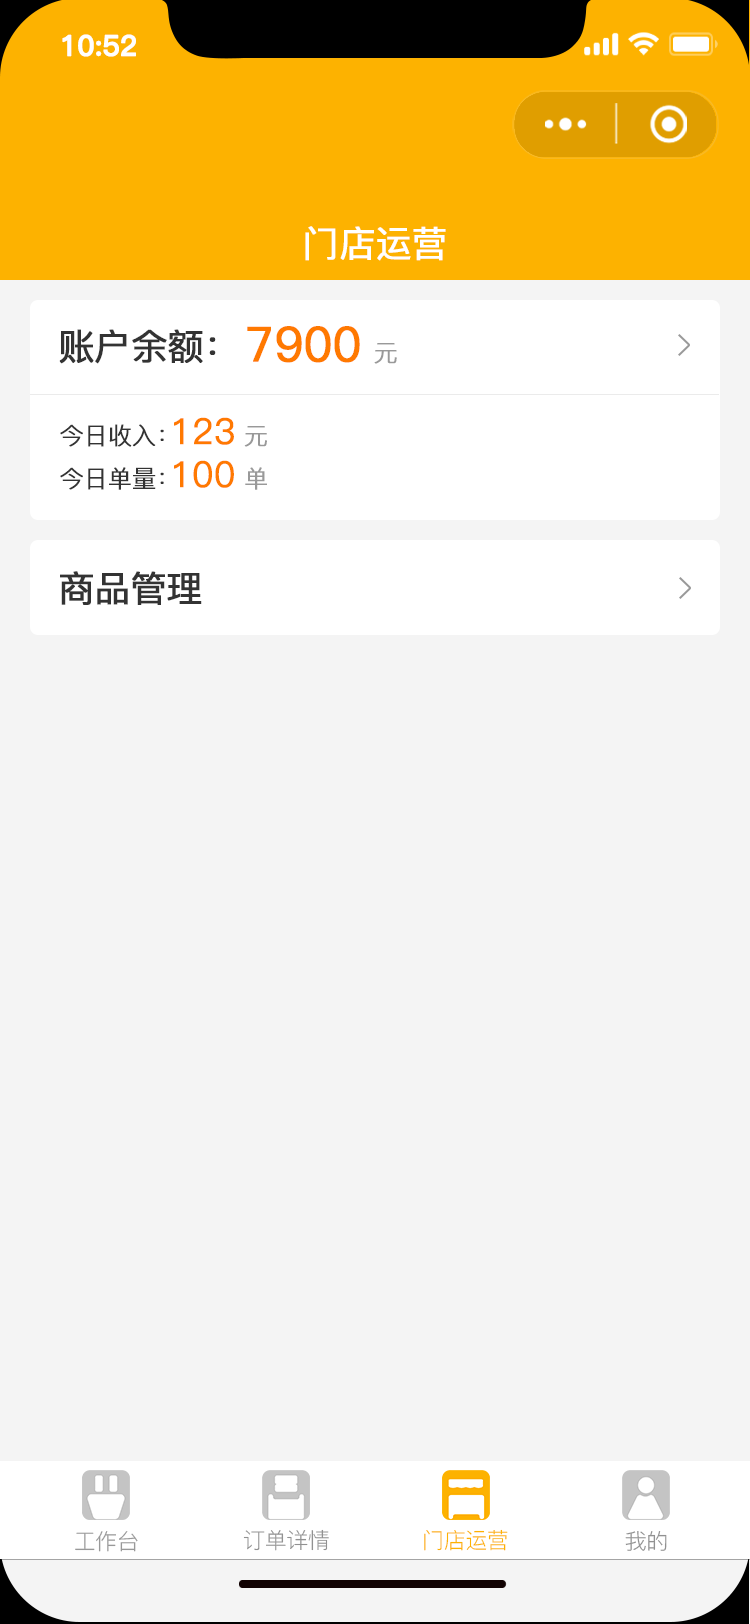 10:52
门店运营
账户余额： 7900 元
今日收入：123 元
今日单量：100 单
商品管理
工作台 订单详情 门店运营 我的